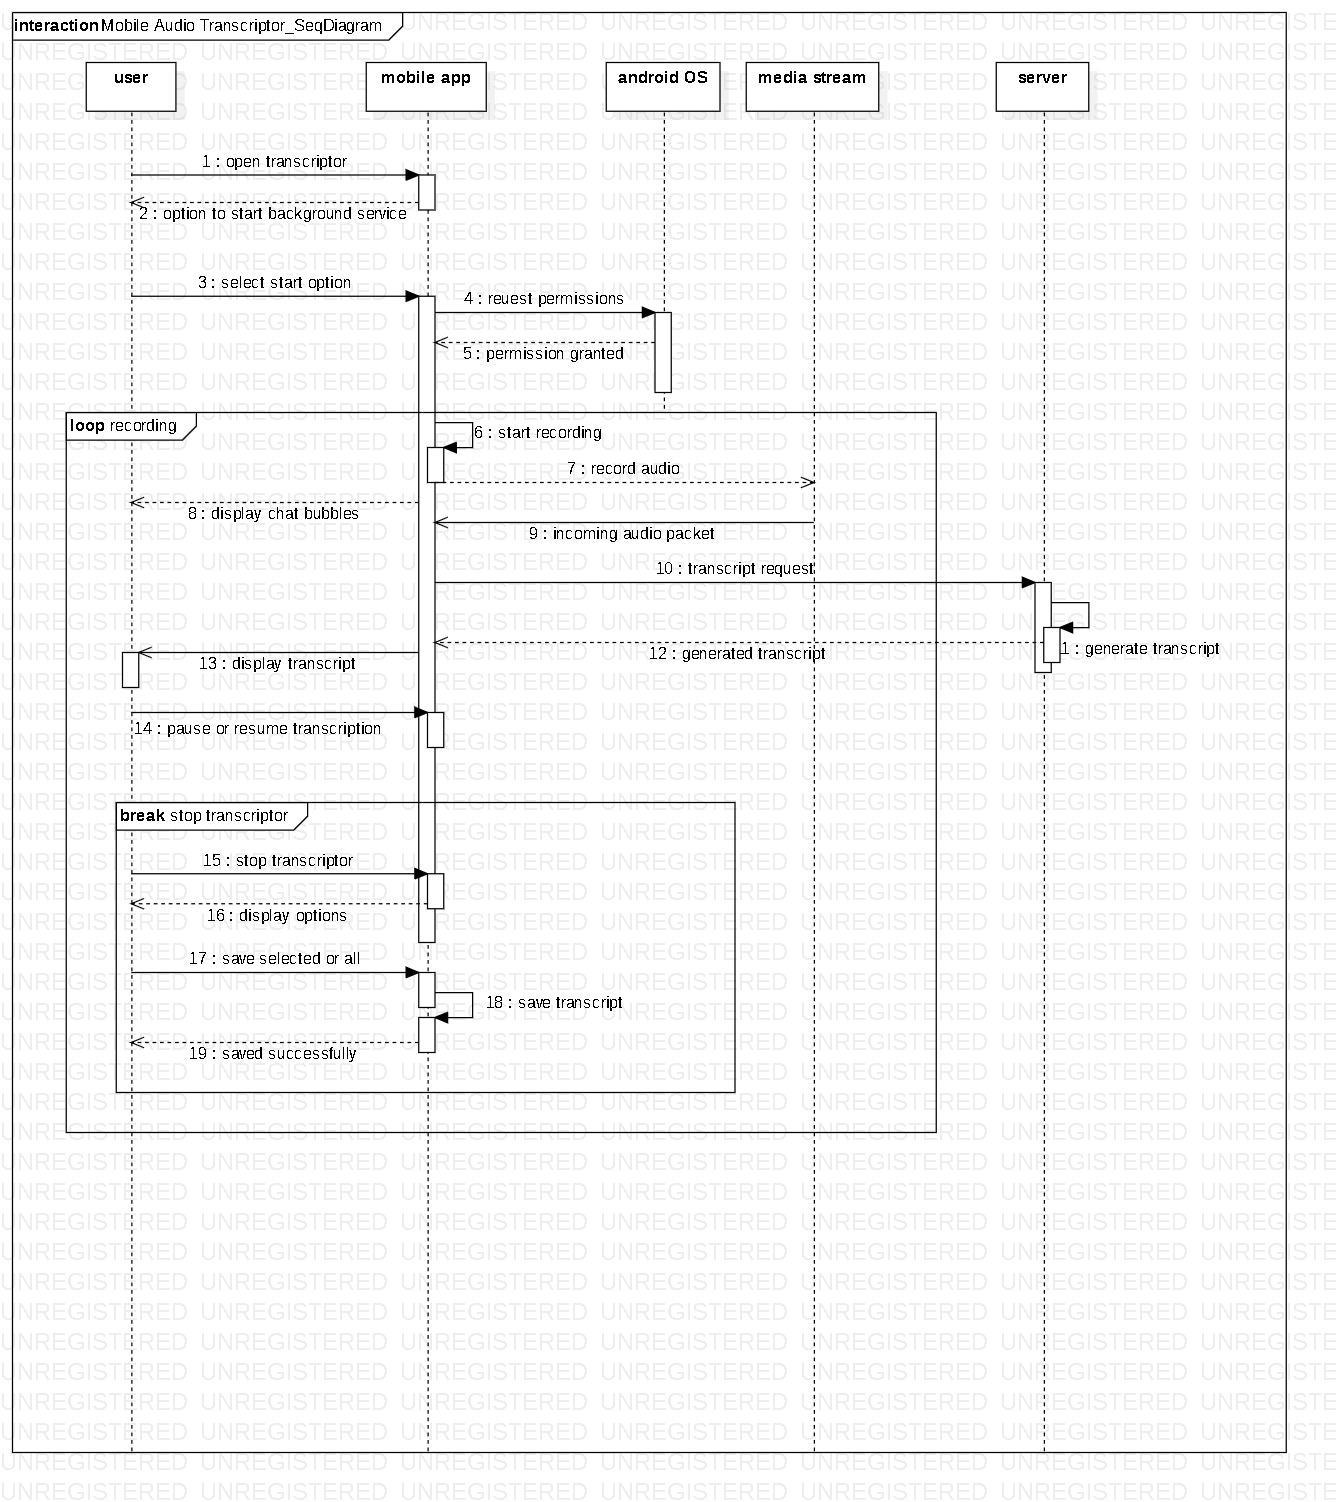 interaction Mobile Audio Transcriptor_SeqDiagram
user
mobile app
android OS
media stream
server
1 : open transcriptor
2 : option to start background service
3 : select start option
4 : reuest permissions
5 : permission granted
loop recording
6 : start recording
7 : record audio
8 : display chat bubbles
9 : incoming audio packet
10 : transcript request
1 : generate transcript
12 : generated transcript
13 : display transcript
14 : pause or resume transcription
break stop transcriptor
15 : stop transcriptor
16 : display options
17 : save selected or all
18 : save transcript
19 : saved successfully
UNREGISTERED